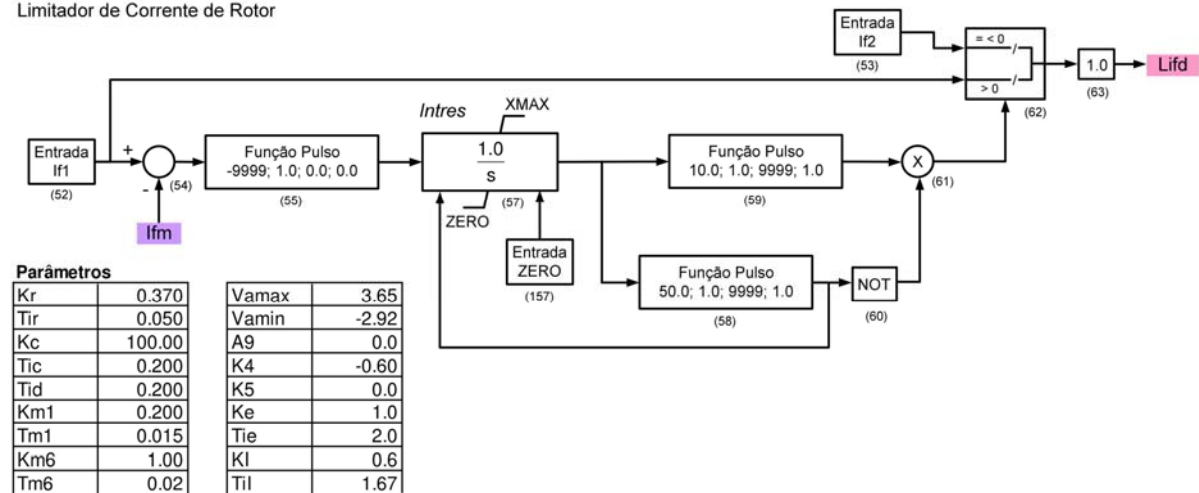 Limitador de Corrente de Rotor
Entrada
If2
(53)
= < 0
> 0
(62)
1.0
(63)
Lifd
Entrada
If1
(52)
+
-
(54)
Ifm
Função Pulso
-9999; 1.0; 0.0; 0.0
(55)
Intres
XMAX
1.0
s
(57)
ZERO
Entrada
ZERO
(157)
Função Pulso
10.0; 1.0; 9999; 1.0
(59)
X
(61)
Função Pulso
50.0; 1.0; 9999; 1.0
(58)
NOT
(60)
Parâmetros
Kr 0.370
Tir 0.050
Kc 100.00
Tic 0.200
Tid 0.200
Km1 0.200
Tm1 0.015
Km6 1.00
Tm6 0.02
Vamax 3.65
Vamin -2.92
A9 0.0
K4 -0.60
K5 0.0
Ke 1.0
Tie 2.0
KI 0.6
Til 1.67